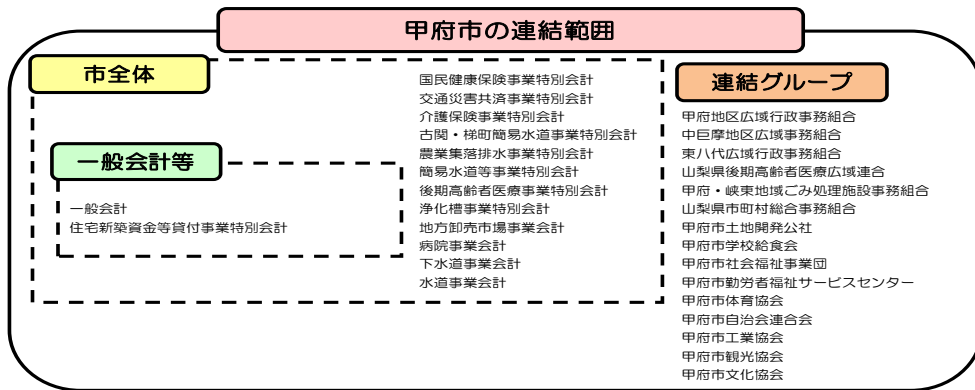 甲府市の連結範囲
市全体
一般会計等
一般会計
住宅新築資金等貸付事業特別会計
国民健康保険事業特別会計
交通災害共済事業特別会計
介護保険事業特別会計
古関・梯町簡易水道事業特別会計
農業集落排水事業特別会計
簡易水道等事業特別会計
後期高齢者医療事業特別会計
浄化槽事業特別会計
地方卸売市場事業会計
病院事業会計
下水道事業会計
水道事業会計
連結グループ
甲府地区広域行政事務組合
中巨摩地区広域事務組合
東八代広域行政事務組合
山梨県後期高齢者医療広域連合
甲府・峡東地域ごみ処理施設事務組合
山梨県市町村総合事務組合
甲府市土地開発公社
甲府市学校給食会
甲府市社会福祉事業団
甲府市勤労者福祉サービスセンター
甲府市体育協会
甲府市自治会連合会
甲府市工業協会
甲府市観光協会
甲府市文化協会